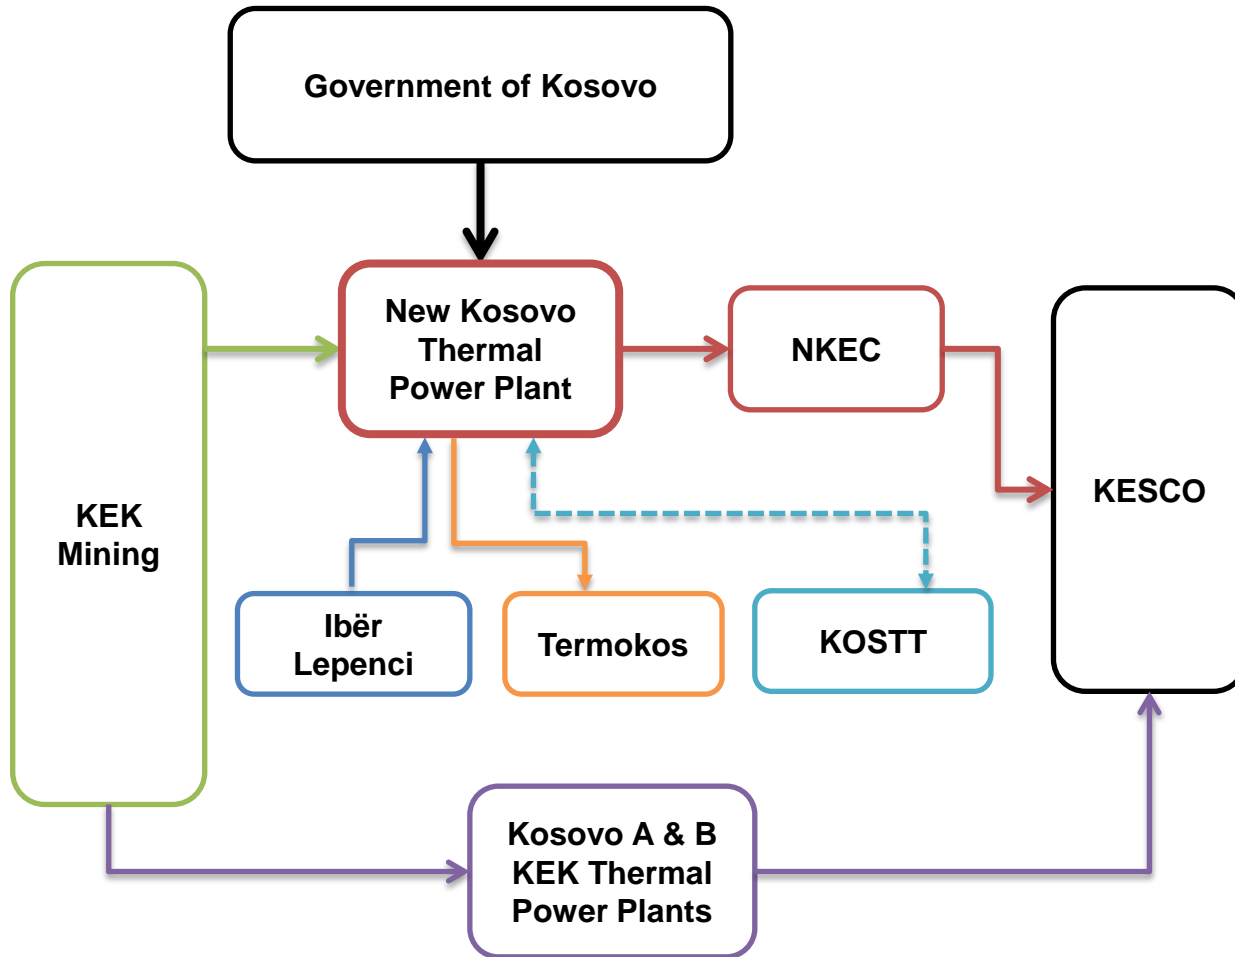 Government of Kosovo
New Kosovo
Thermal
Power Plant
NKEC
KEK
Mining
KESCO
Ibër
Lepenci
Termokos
KOSTT
Kosovo A & B
KEK Thermal
Power Plants